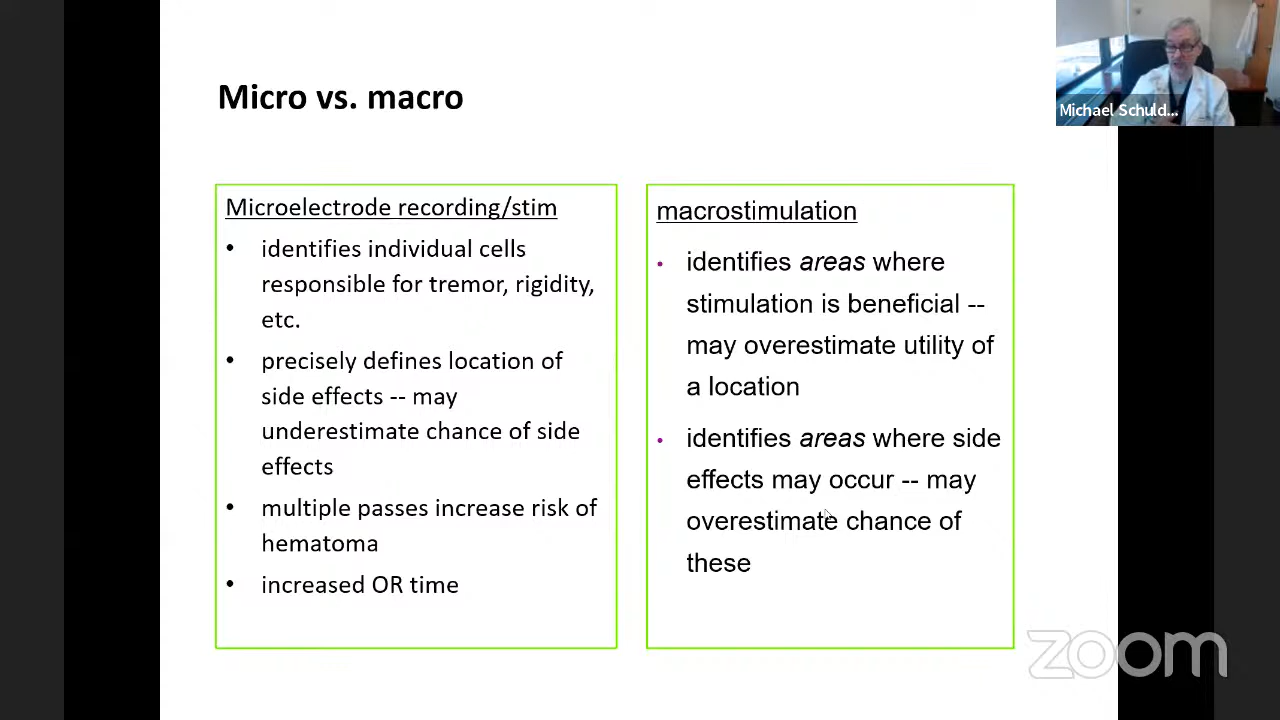 Micro vs. macro
Microelectrode recording/stim
• identifies individual cells
responsible for tremor, rigidity,
etc.
• precisely defines location of
side effects -- may
underestimate chance of side
effects
• multiple passes increase risk of
hematoma
• increased OR time
macrostimulation
• identifies areas where
stimulation is beneficial --
may overestimate utility of
a location
• identifies areas where side
effects may occur -- may
overestimate chance of
these
Michael Schuld...
zoom